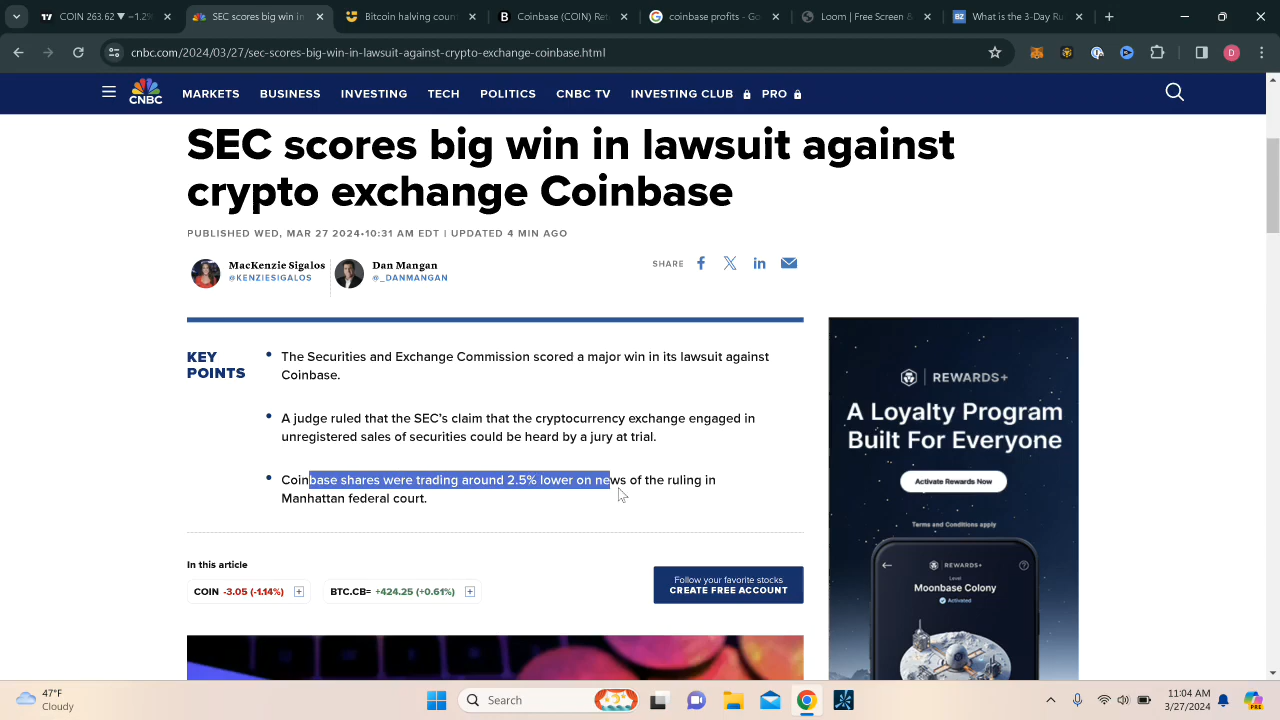 COIN 263.66 ▼ −1.29%
SEC scores big win in
Bitcoin halving countd
Coinbase (COIN) Ret
coinbase profits - Go
Loom | Free Screen &
What is the 3-Day Ru
cnbc.com/2024/03/27/sec-scores-big-win-in-lawsuit-against-crypto-exchange-coinbase.html
D
CNBC
MARKETS BUSINESS INVESTING TECH POLITICS CNBC TV INVESTING CLUB PRO
SEC scores big win in lawsuit against
crypto exchange Coinbase
PUBLISHED WED, MAR 27 2024•10:31 AM EDT | UPDATED 4 MIN AGO
MacKenzie Sigalos
@KENZIESIGALOS
Dan Mangan
@_DANMANGAN
SHARE
KEY
POINTS
• The Securities and Exchange Commission scored a major win in its lawsuit against
Coinbase.
• A judge ruled that the SEC's claim that the cryptocurrency exchange engaged in
unregistered sales of securities could be heard by a jury at trial.
• Coinbase shares were trading around 2.5% lower on news of the ruling in
Manhattan federal court.
In this article
COIN -3.05 (-1.14%)
BTC.CB= +424.25 (+0.61%)
Follow your favorite stocks
CREATE FREE ACCOUNT
REWARDS+
A Loyalty Program
Built For Everyone
Activate Rewards Now
Terms and Conditions apply
REWARDS+
Level
Moonbase Colony
Activated
47°F
Cloudy
Search
11:04 AM
3/27/2024